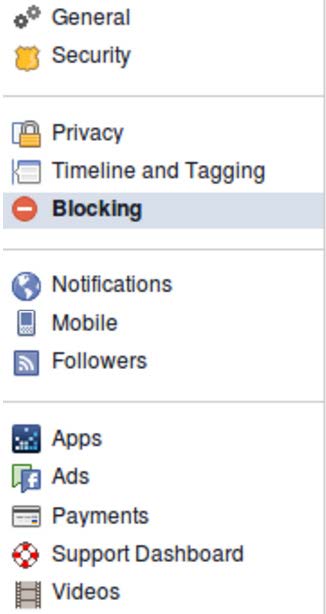 General
Security
Privacy
Timeline and Tagging
Blocking
Notifications
Mobile
Followers
Apps
Ads
Payments
Support Dashboard
Videos